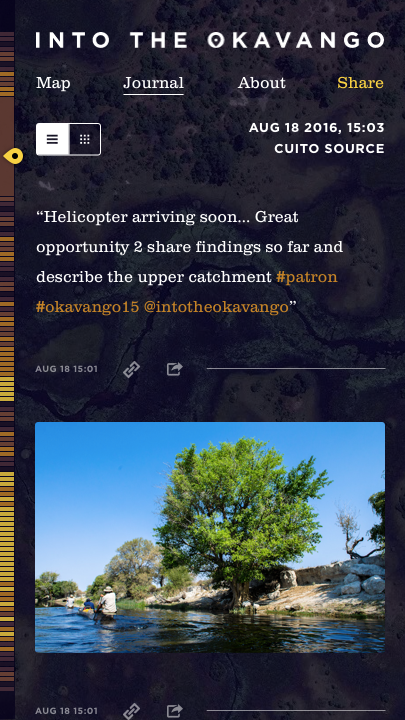 INTO THE OKAVANGO
Map Journal About Share
AUG 18 2016, 15:03
CUITO SOURCE
“Helicopter arriving soon... Great
opportunity 2 share findings so far and
describe the upper catchment #patron
#okavango15 @intotheokavango”
AUG 18 15:01
AUG 18 15:01